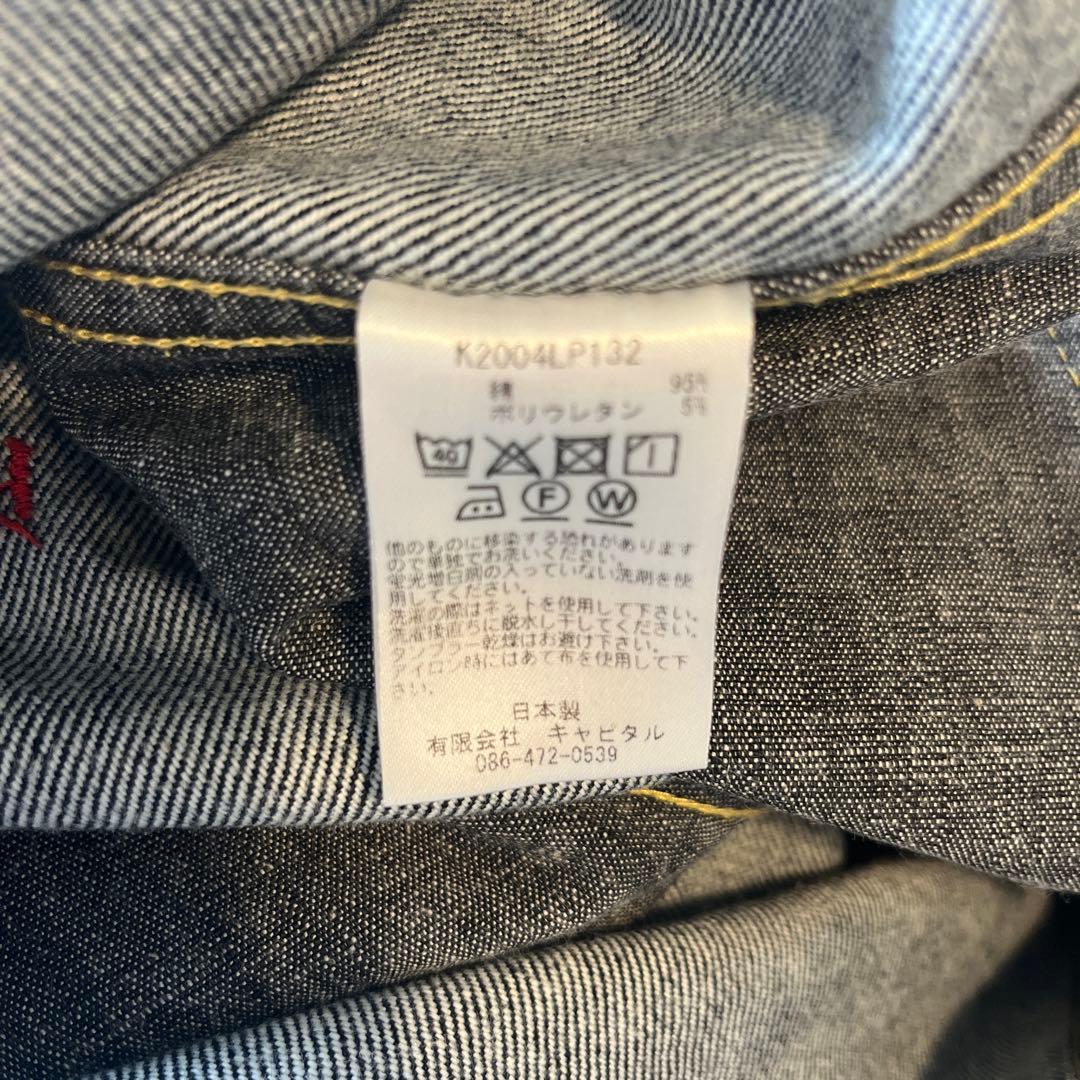 K2004LP132
綿 95%
ポリウレタン 5%
40
F W
他のものに移染する恐れがあります
ので単独でお洗いください。
蛍光増白剤の入っていない洗剤を使
用してください。
洗濯の際はネットを使用して下さい。
洗濯後直ちに脱水し干してください。
タンブラー乾燥はお避け下さい。
アイロン時にはあて布を使用して下
さい。
日本製
有限会社 キャピタル
086-472-0539